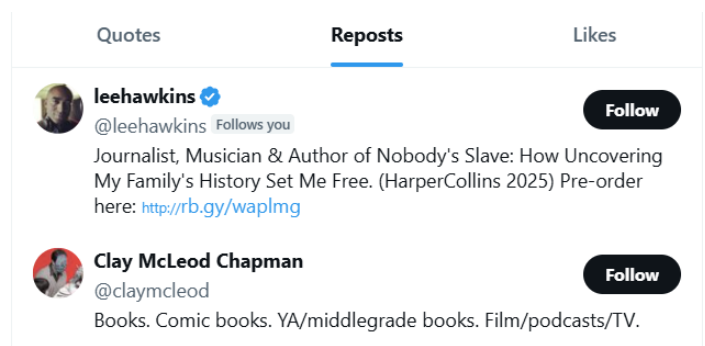 Quotes Reposts Likes
leehawkins
Follow
@leehawkins Follows you
Journalist, Musician & Author of Nobody's Slave: How Uncovering
My Family's History Set Me Free. (HarperCollins 2025) Pre-order
here: http://rb.gy/waplmg
Clay McLeod Chapman
Follow
@claymcleod
Books. Comic books. YA/middlegrade books. Film/podcasts/TV.